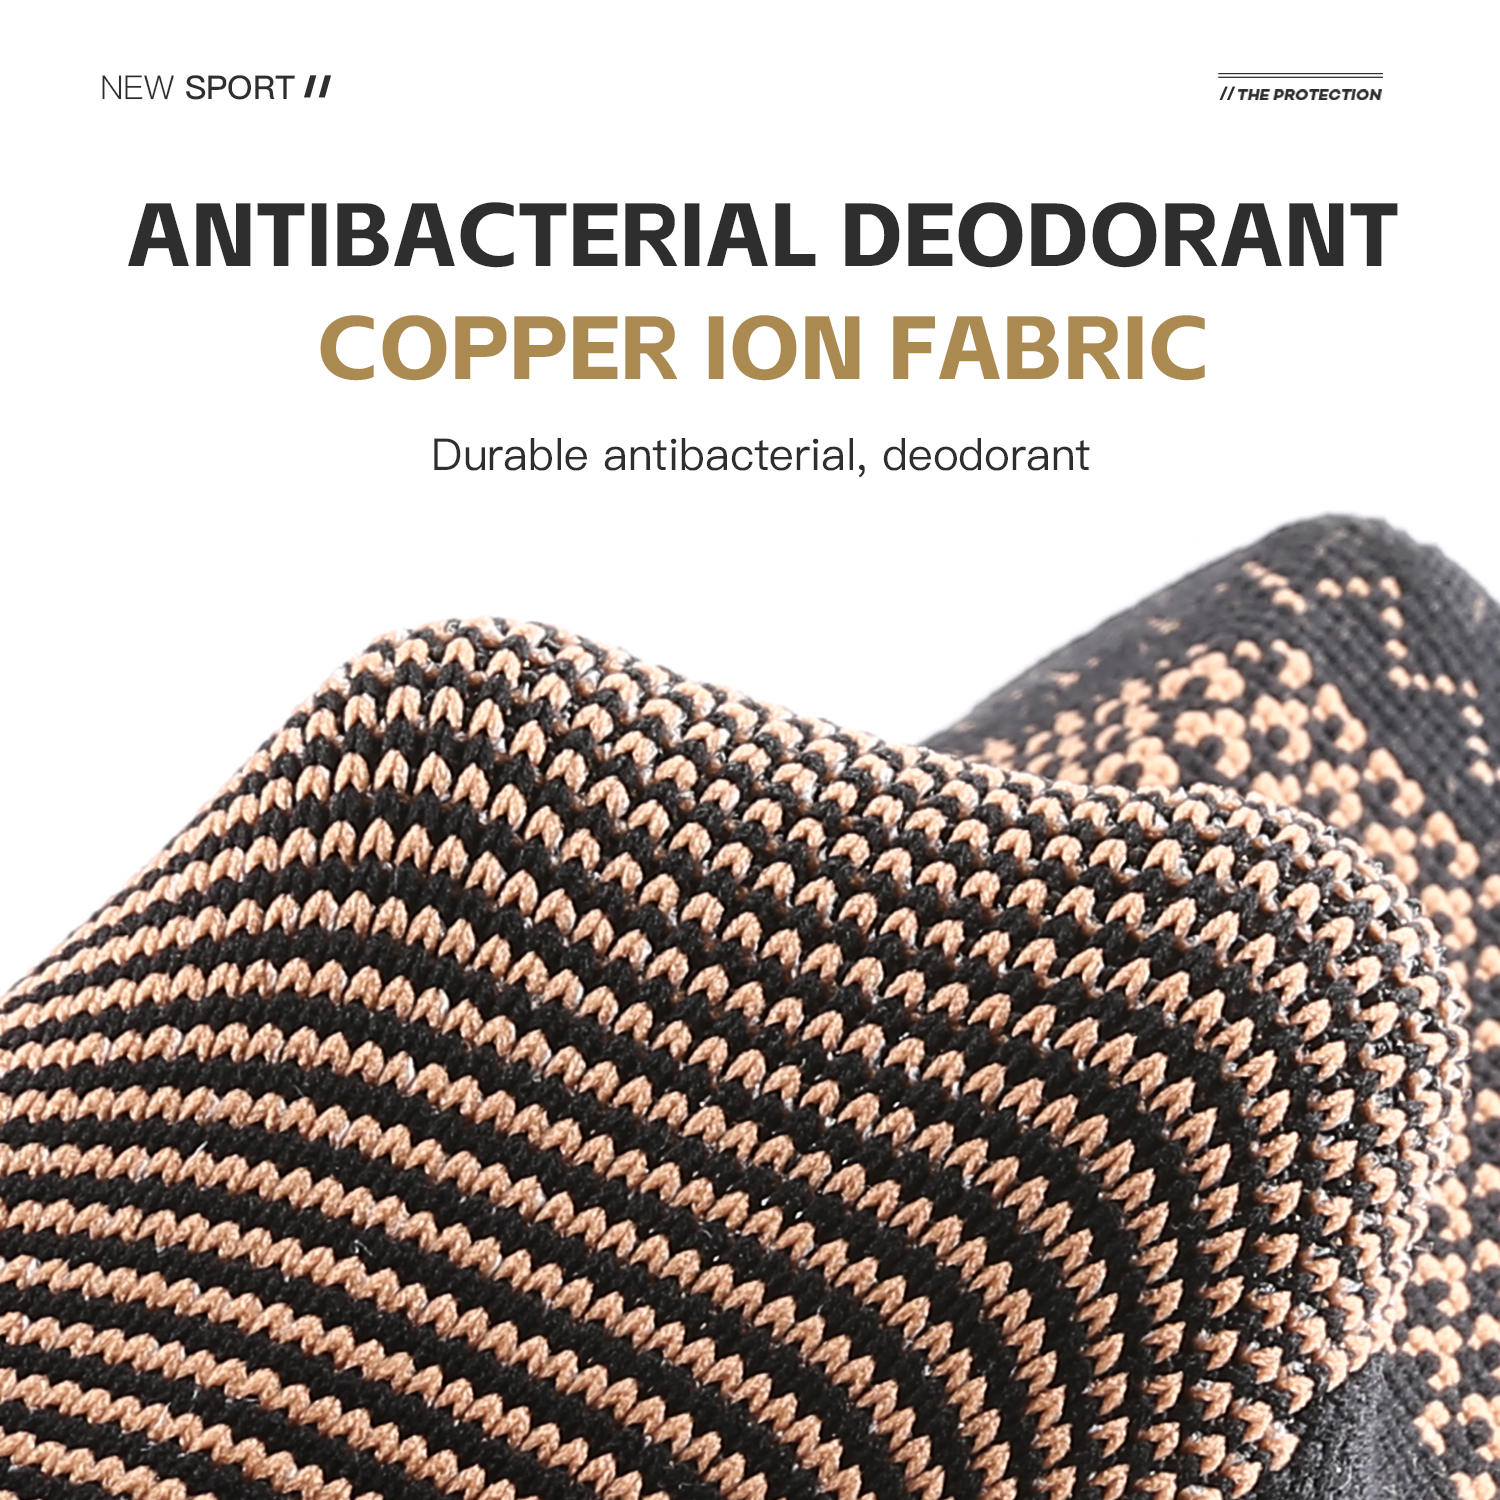 NEW SPORT //
// THE PROTECTION
ANTIBACTERIAL DEODORANT
COPPER ION FABRIC
Durable antibacterial, deodorant